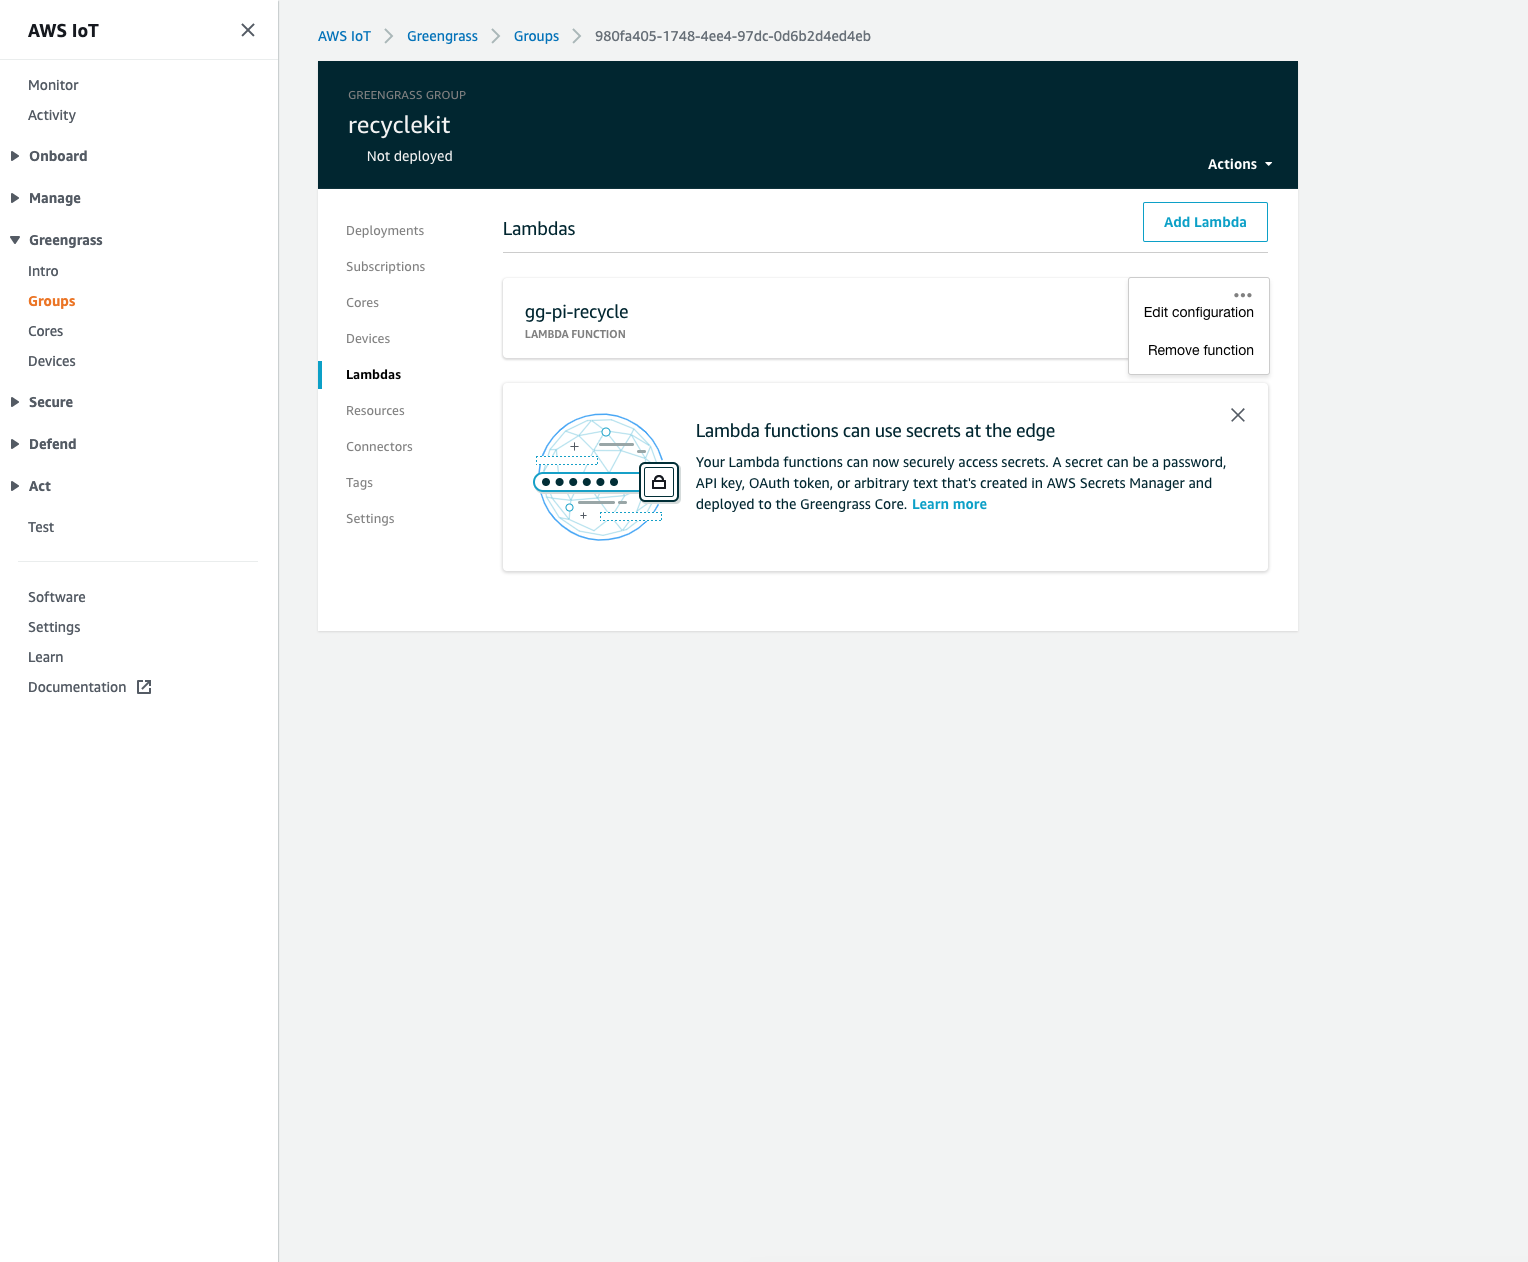 AWS IoT
Monitor
Activity
Onboard
Manage
Greengrass
Intro
Groups
Cores
Devices
Secure
Defend
Act
Test
Software
Settings
Learn
Documentation
AWS IoT Greengrass Groups 980fa405-1748-4ee4-97dc-0d6b2d4ed4eb
GREENGRASS GROUP
recyclekit
Not deployed
Actions
Deployments
Subscriptions
Cores
Devices
Lambdas
Resources
Connectors
Tags
Settings
Lambdas
Add Lambda
gg-pi-recycle
LAMBDA FUNCTION
Edit configuration
Remove function
Lambda functions can use secrets at the edge
Your Lambda functions can now securely access secrets. A secret can be a password,
API key, OAuth token, or arbitrary text that's created in AWS Secrets Manager and
deployed to the Greengrass Core. Learn more